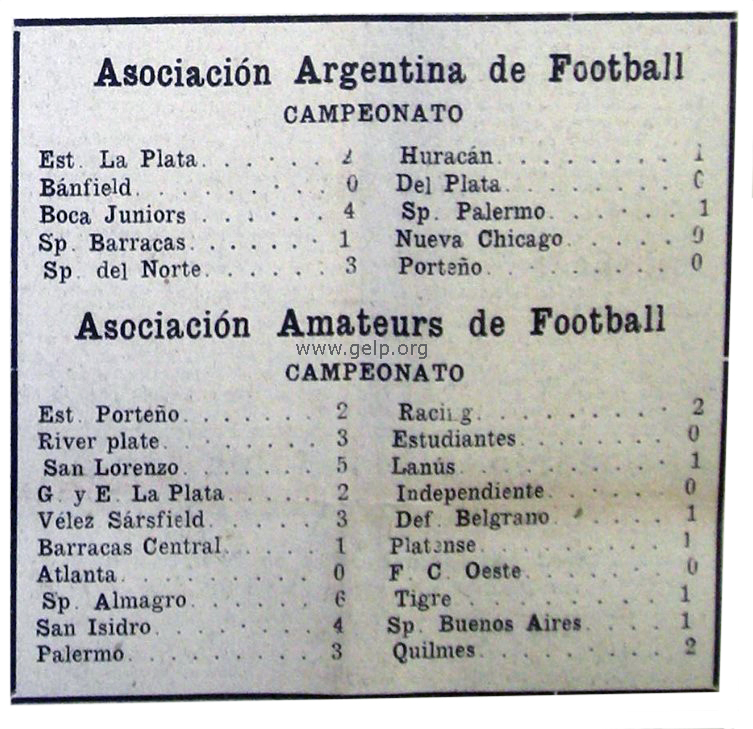 Asociación Argentina de Football
CAMPEONATO
Est. La Plata. . . . . . 2 Huracán. . . . . . . . 1
Bánfield. . . . . . . . 0 Del Plata. . . . . . . 0
Boca Juniors . . . . . 4 Sp. Palermo. . . . . . 1
Sp. Barracas. . . . . . 1 Nueva Chicago. . . . . 0
Sp. del Norte. . . . . . 3 Porteño. . . . . . . . 0
Asociación Amateurs de Football
www.gelp.org
CAMPEONATO
Est. Porteño. . . . . . 2 Racing. . . . . . . . 2
River plate. . . . . . . 3 Estudiantes. . . . . . 0
San Lorenzo. . . . . . 5 Lanús. . . . . . . . 1
G. y E. La Plata. . . . 2 Independiente. . . . . 0
Vélez Sársfield. . . . . 3 Def. Belgrano. . . . . 1
Barracas Central. . . . 1 Platense. . . . . . . 1
Atlanta. . . . . . . . 0 F. C. Oeste. . . . . . 0
Sp. Almagro. . . . . . 6 Tigre . . . . . . . . 1
San Isidro. . . . . . . 4 Sp. Buenos Aires. . . . 1
Palermo. . . . . . . . 3 Quilmes. . . . . . . . 2